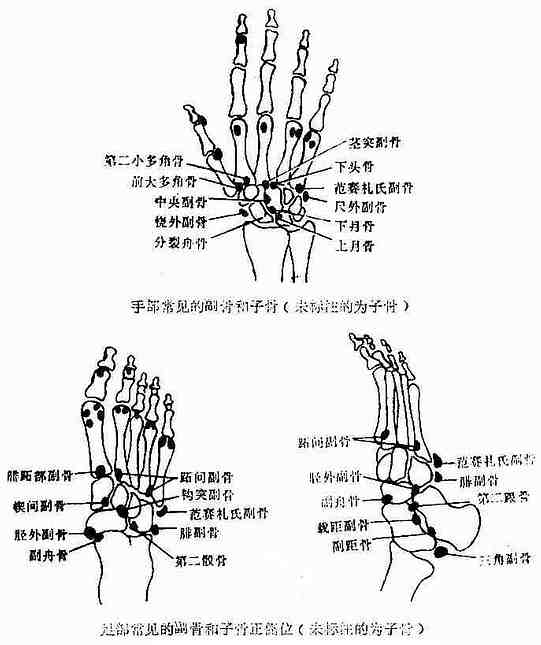 第二小多角骨
前大多角骨
中央副骨
桡外副骨
分裂舟骨
茎突副骨
下头骨
范赛札氏副骨
尺外副骨
下月骨
上月骨
手部常见的副骨和子骨（未标注的为子骨）
腓跖部副骨
楔间副骨
胫外副骨
副舟骨
跖间副骨
钩突副骨
范赛札氏副骨
腓副骨
第二骰骨
跖间副骨
胫外副骨
副舟骨
载距副骨
副距骨
范赛札氏副骨
腓副骨
第二跟骨
三角副骨
足部常见的副骨和子骨正侧位（未标注的为子骨）